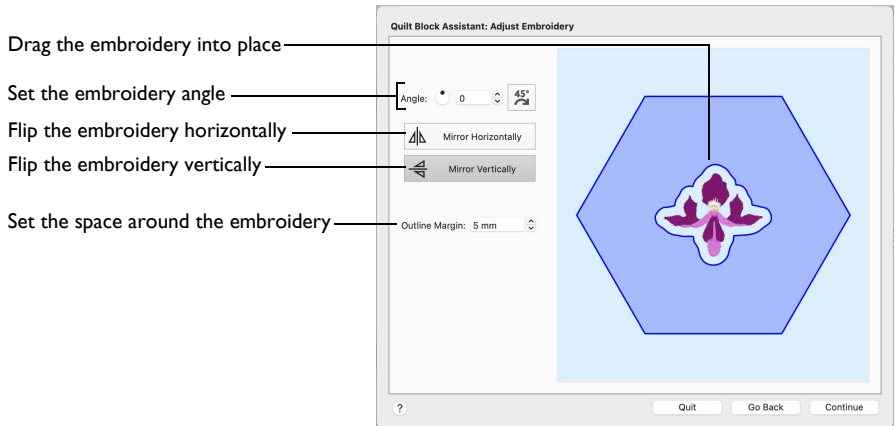 Quilt Block Assistant: Adjust Embroidery
Drag the embroidery into place
Set the embroidery angle
Angle: 0 45°
Flip the embroidery horizontally
Mirror Horizontally
Flip the embroidery vertically
Mirror Vertically
Set the space around the embroidery
Outline Margin: 5 mm
? Quit Go Back Continue